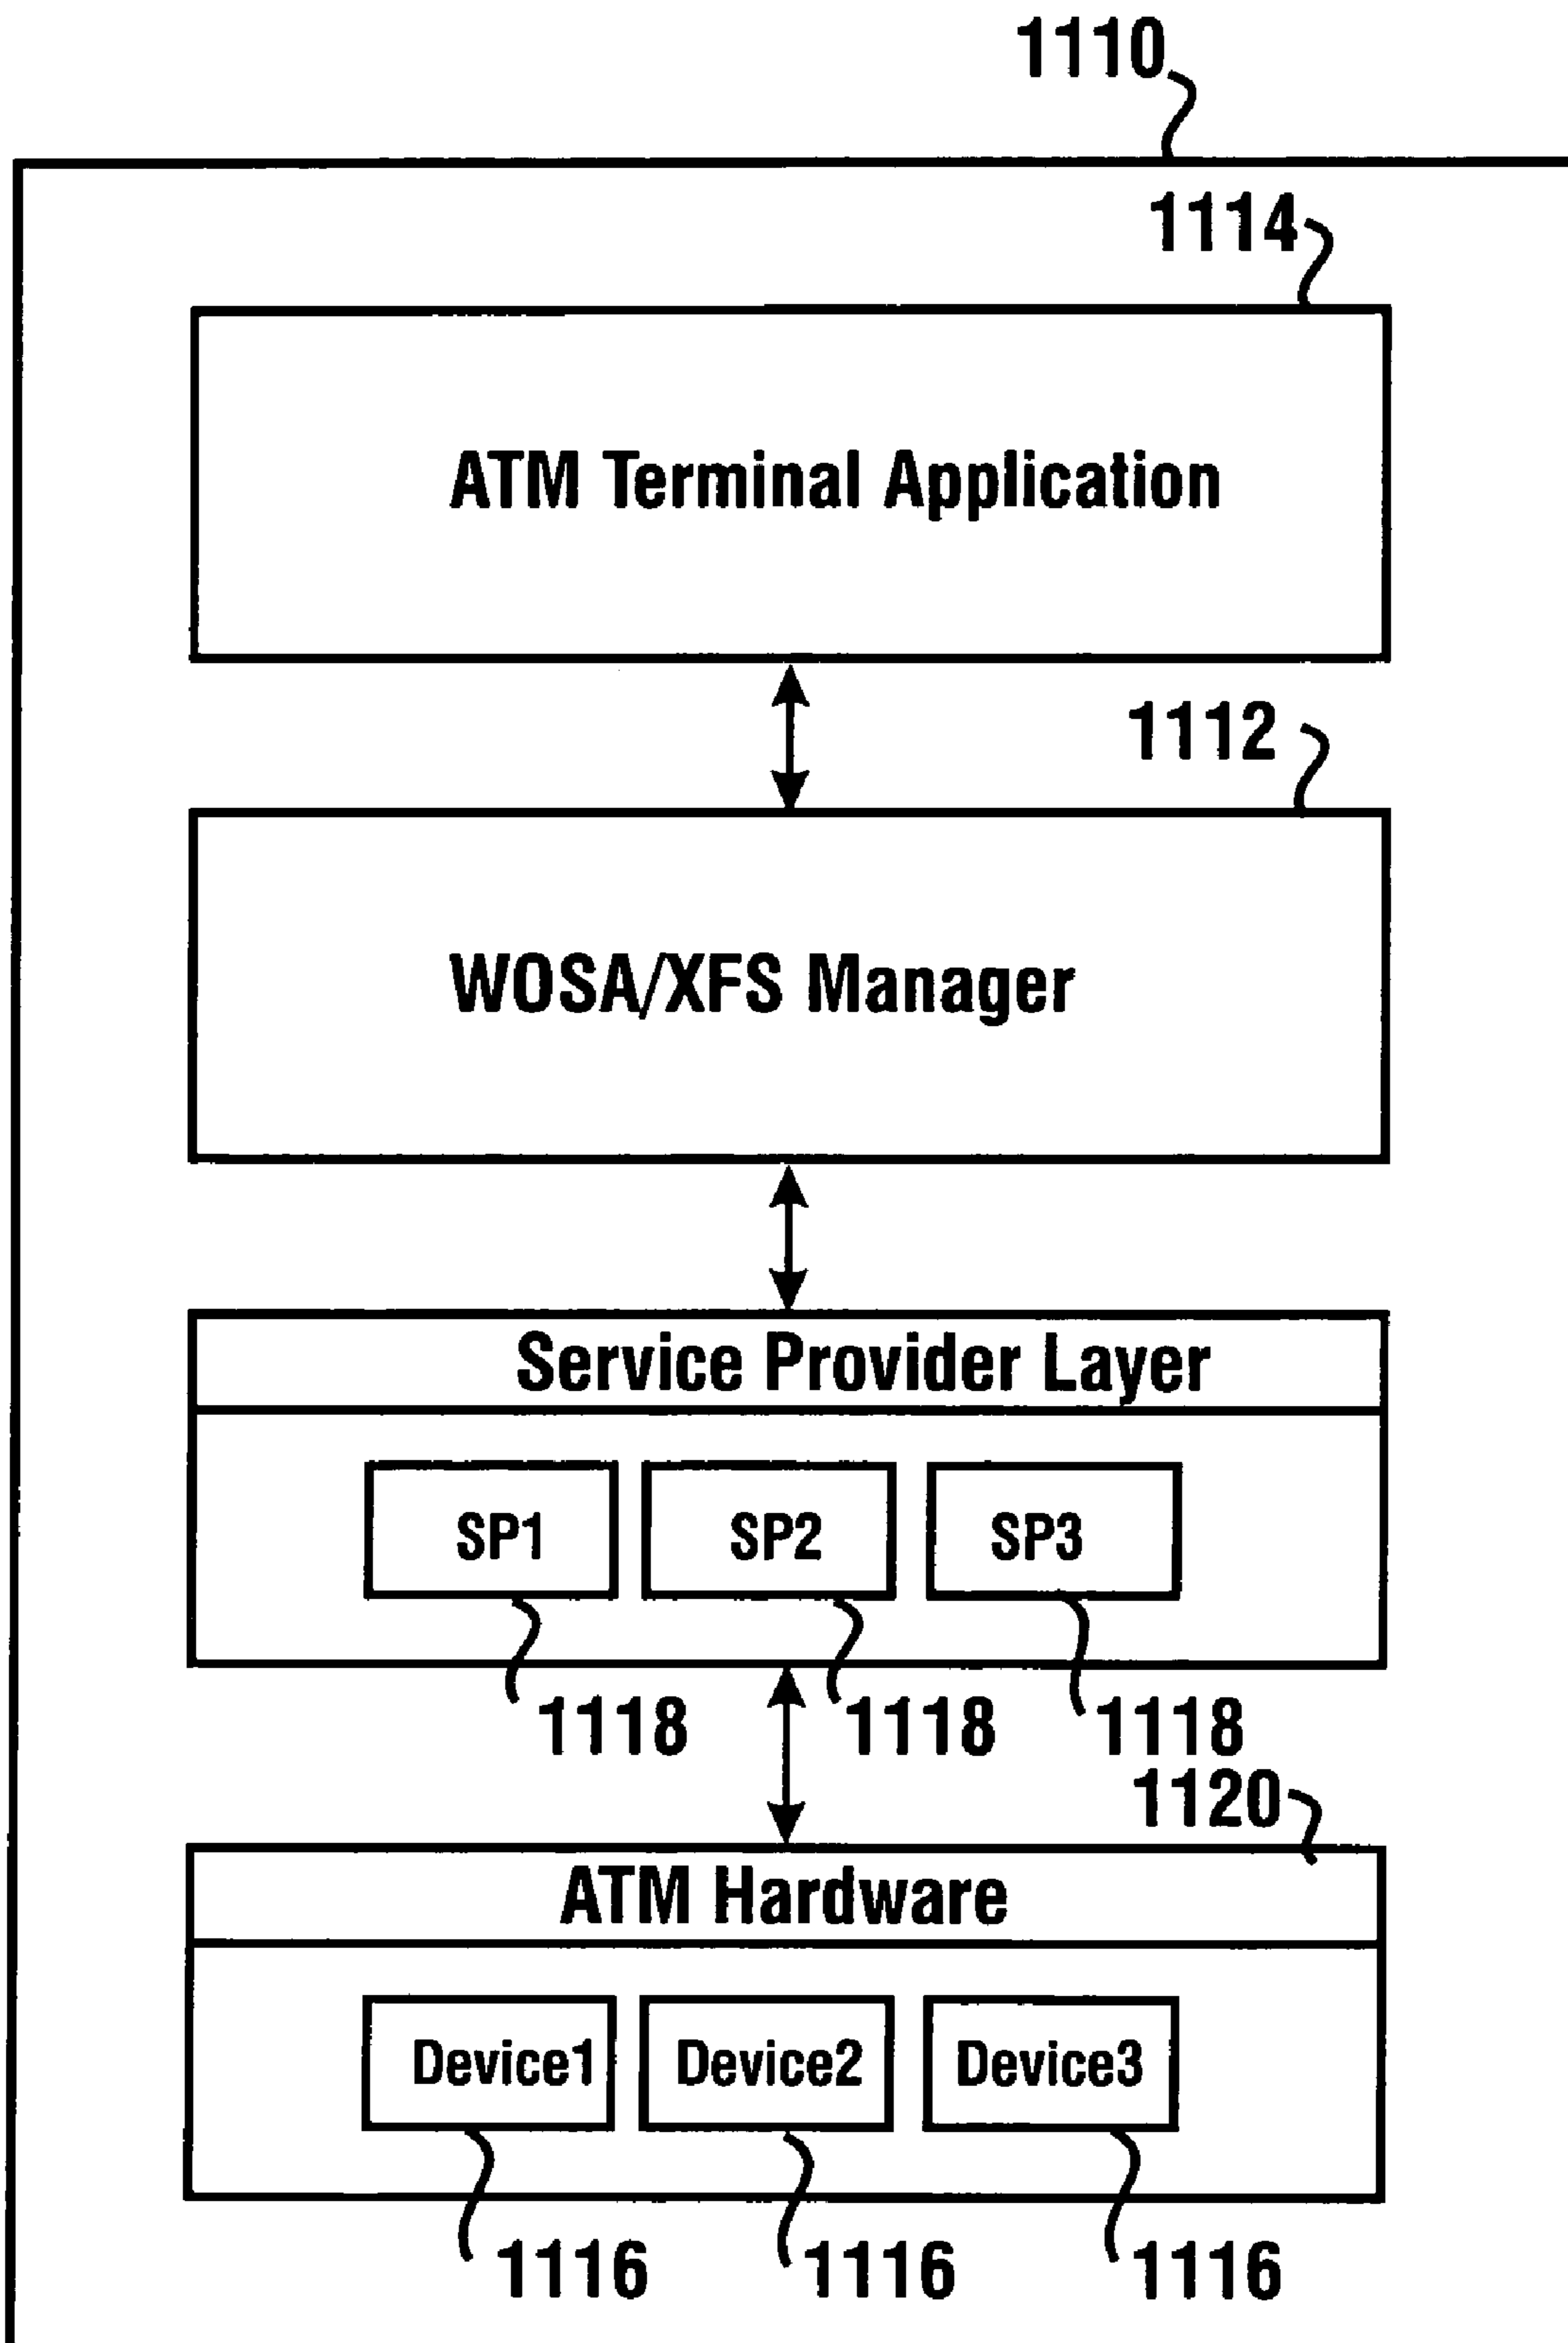 1110
1114
ATM Terminal Application
1112
WOSA/XFS Manager
Service Provider Layer
SP1 SP2 SP3
1118 1118 1118
1120
ATM Hardware
Device1 Device2 Device3
1116 1116 1116